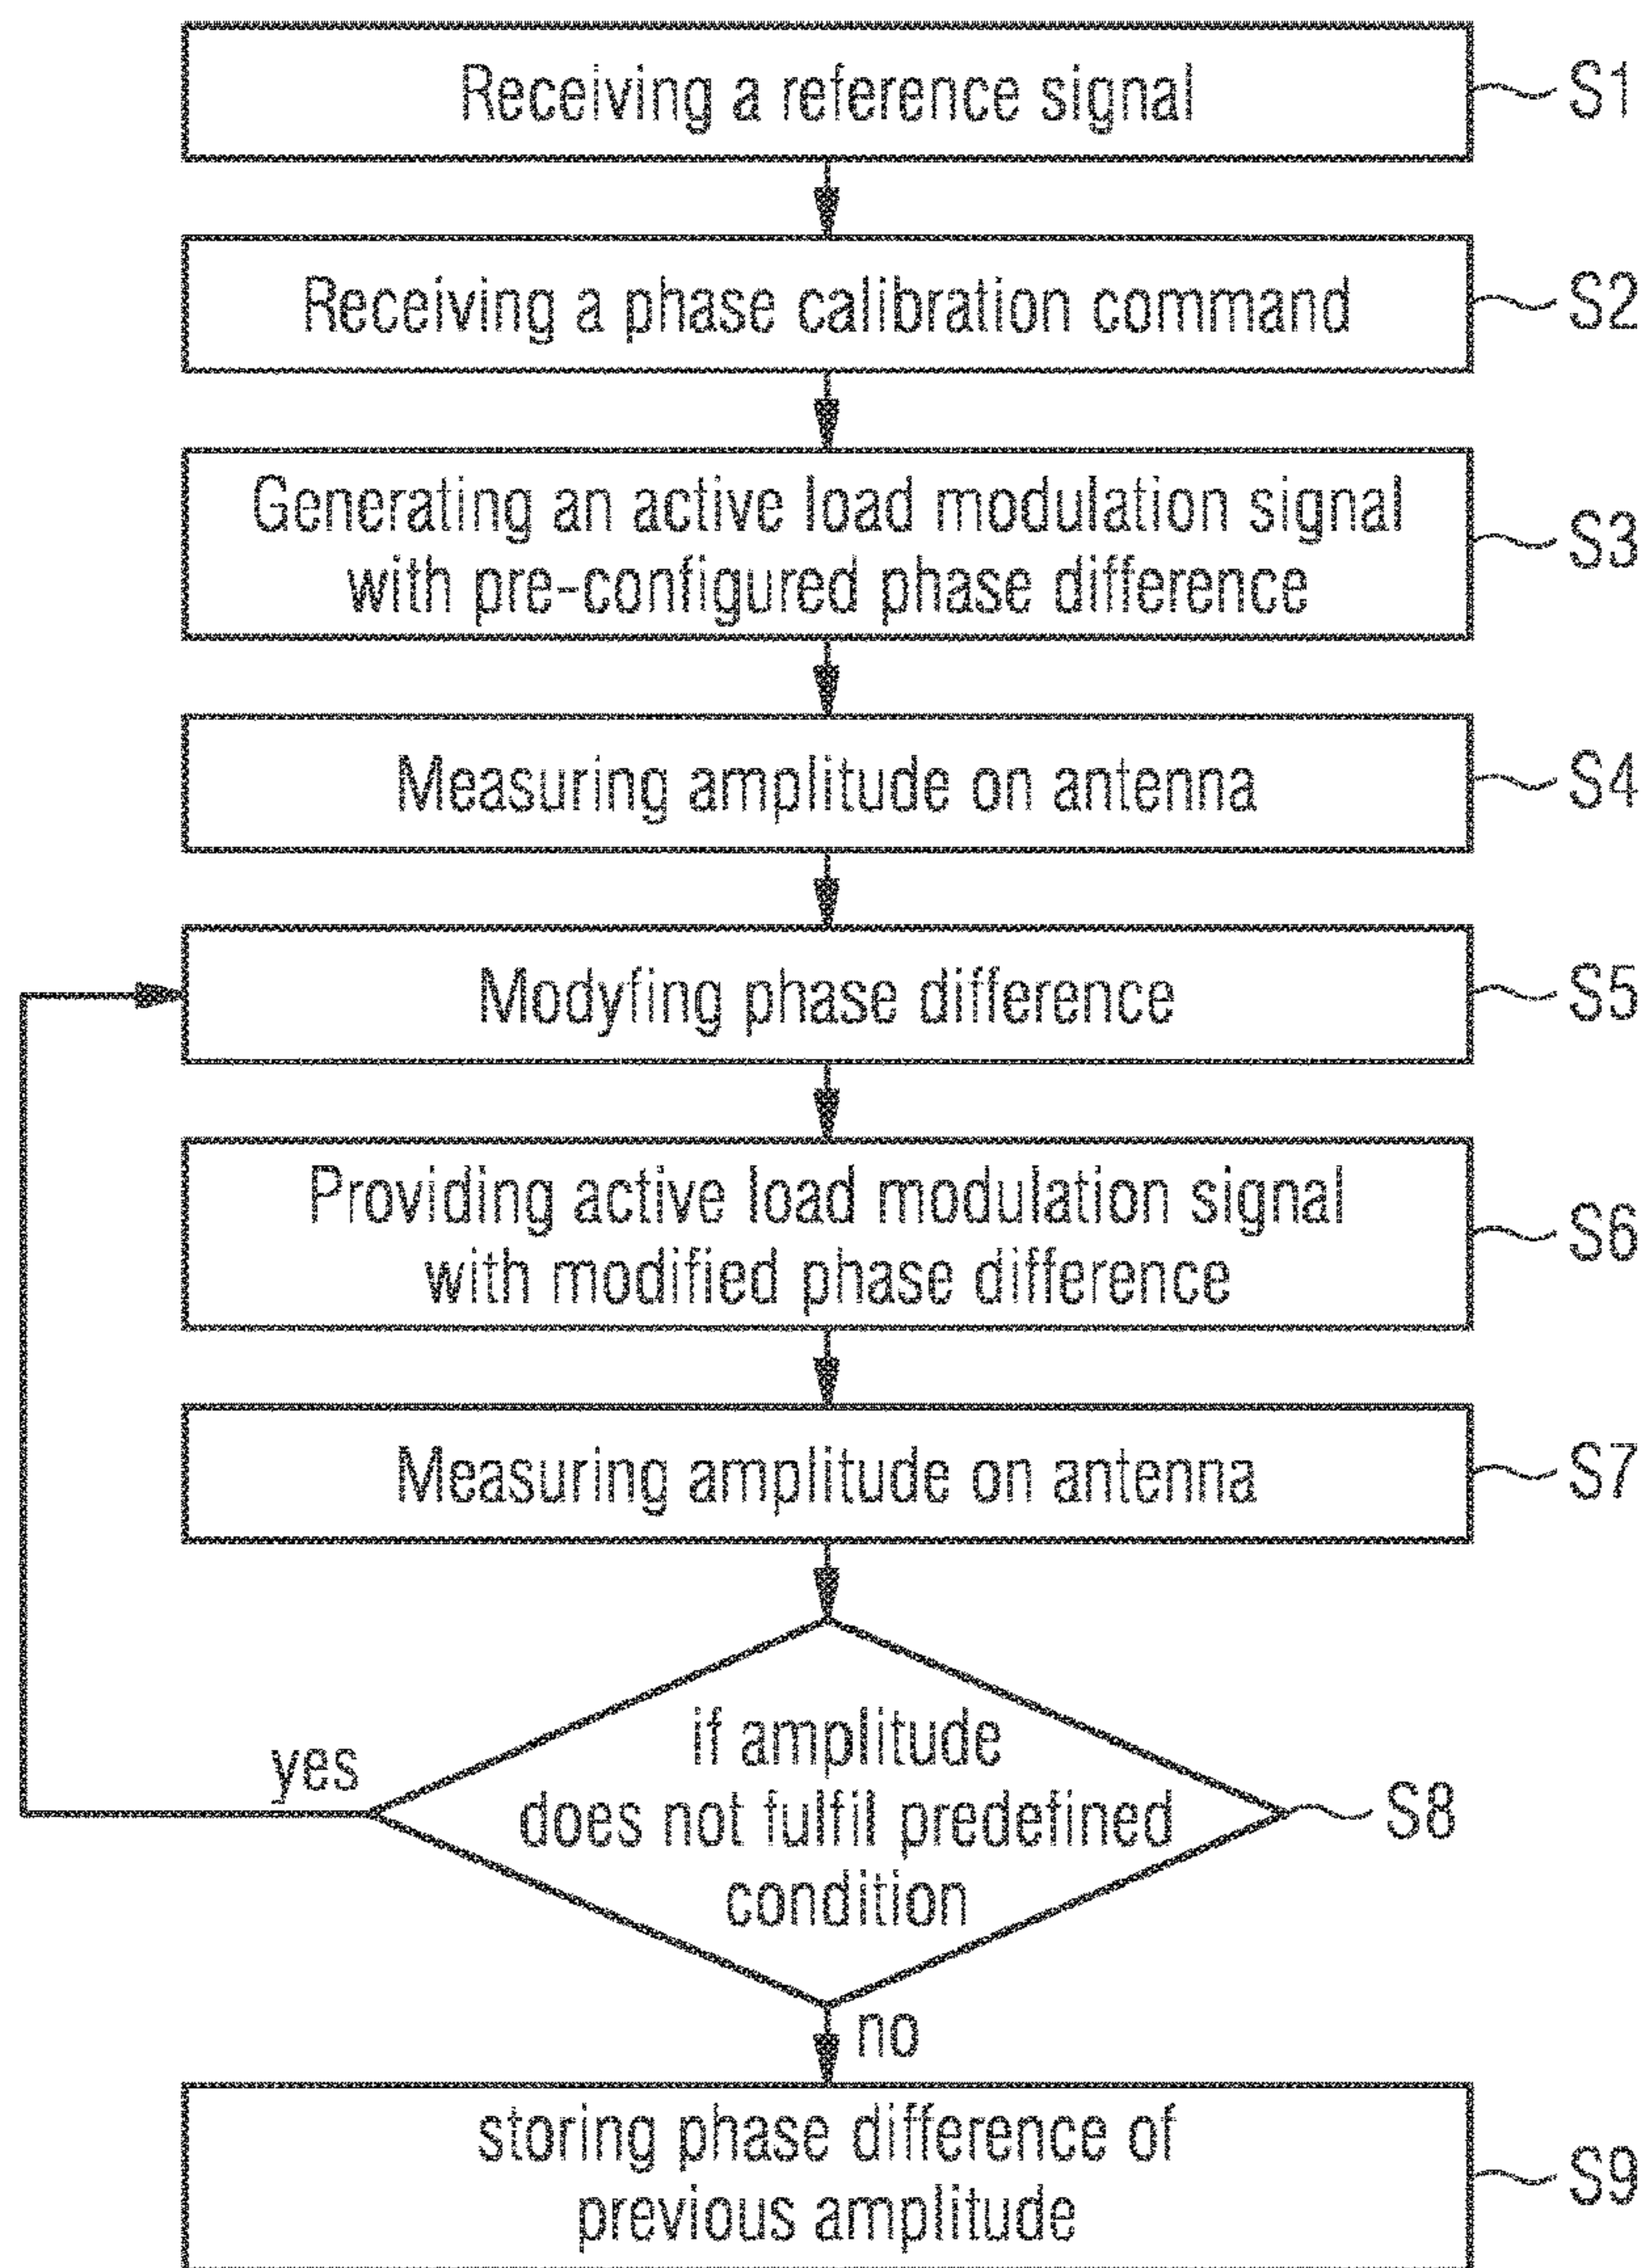 Receiving a reference signal
S1
Receiving a phase calibration command
S2
Generating an active load modulation signal
with pre-configured phase difference
S3
Measuring amplitude on antenna
S4
Modyfing phase difference
S5
Providing active load modulation signal
with modified phase difference
S6
Measuring amplitude on antenna
S7
if amplitude
does not fulfil predefined
condition
yes
S8
no
storing phase difference of
previous amplitude
S9